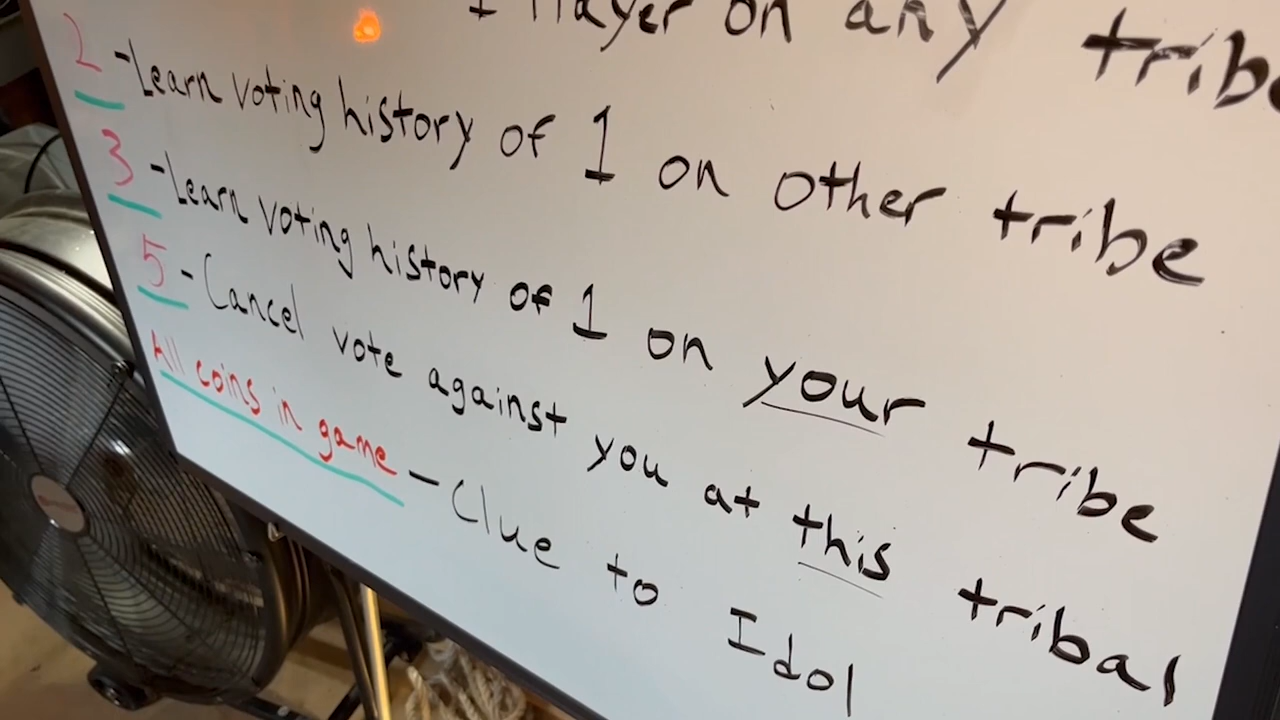 1 Player on any tribe
2 - Learn voting history of 1 on other tribe
3 - Learn voting history of 1 on your tribe
5 - Cancel vote against you at this tribal
All coins in game - Clue to Idol